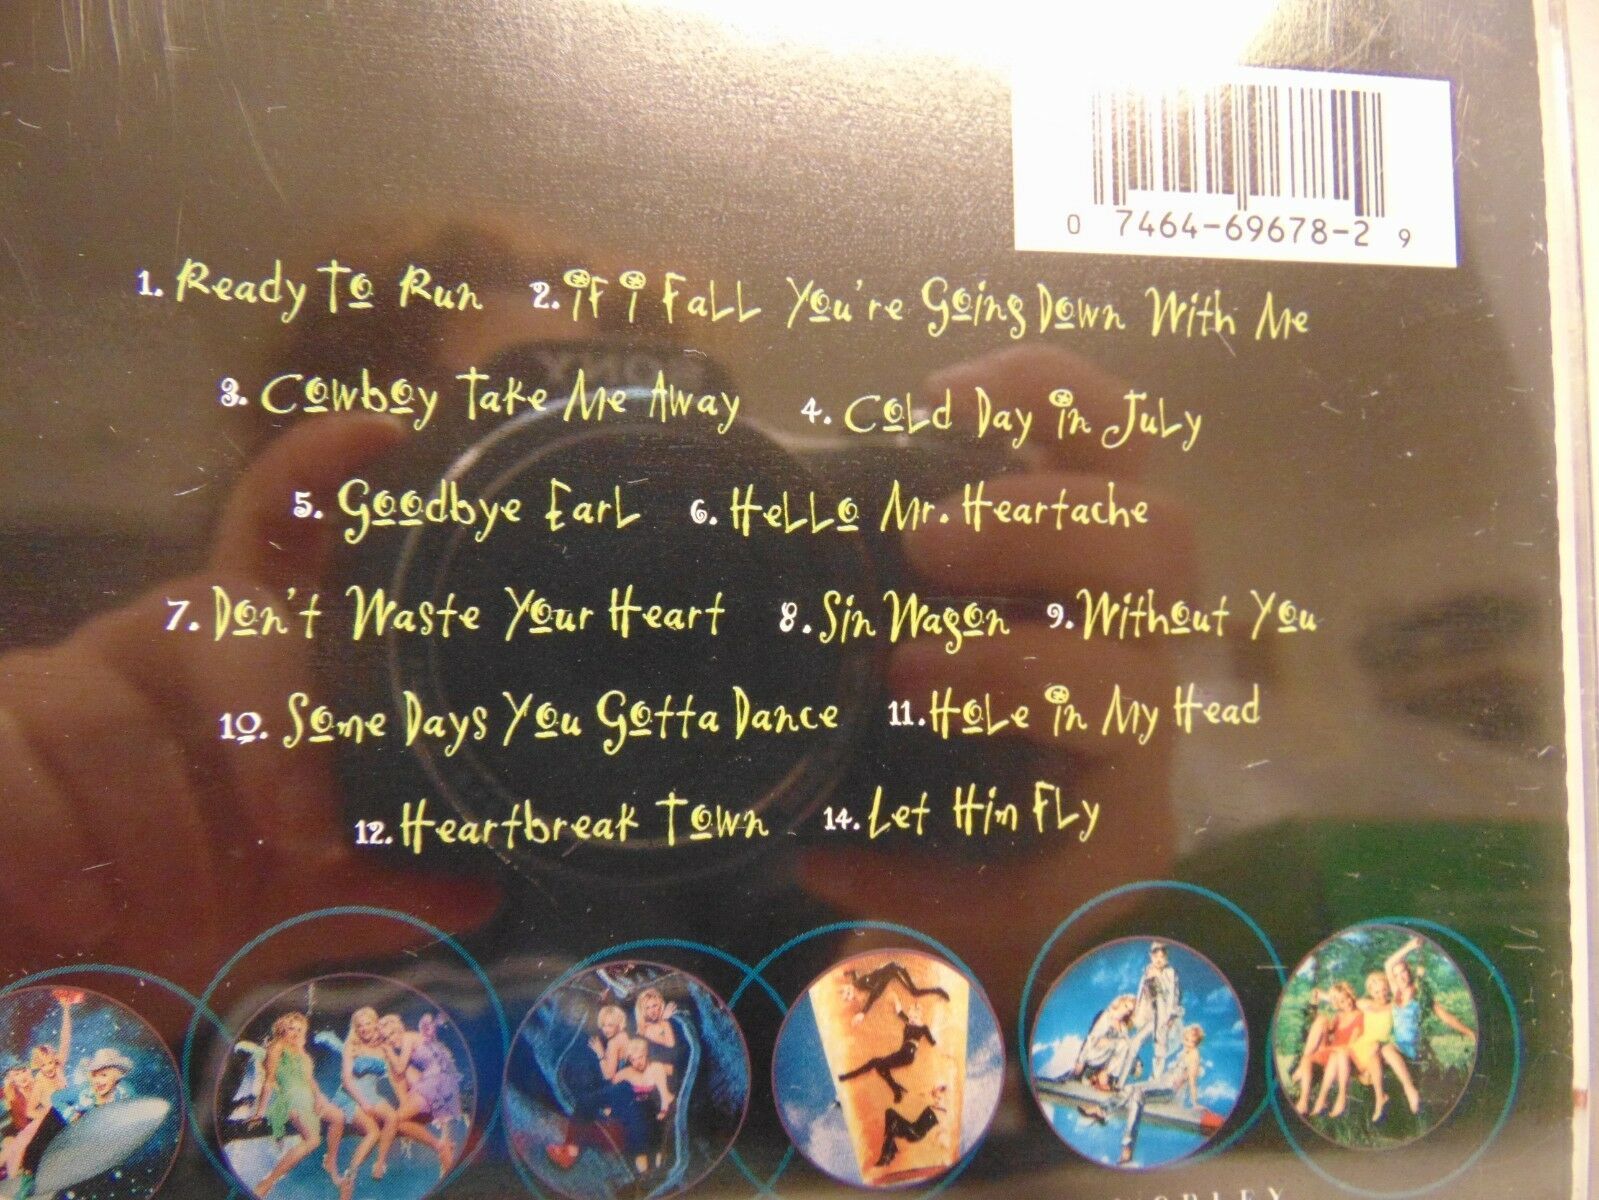 0 7464-69678-2 9
1. Ready To Run 2. If I Fall You're Going Down With Me
3. Cowboy Take Me Away 4. Cold Day in July
5. Goodbye Earl 6. Hello Mr. Heartache
7. Don't Waste Your Heart 8. Sin Wagon 9. Without You
10. Some Days You Gotta Dance 11. Hole in My Head
12. Heartbreak Town 14. Let Him Fly
SONY